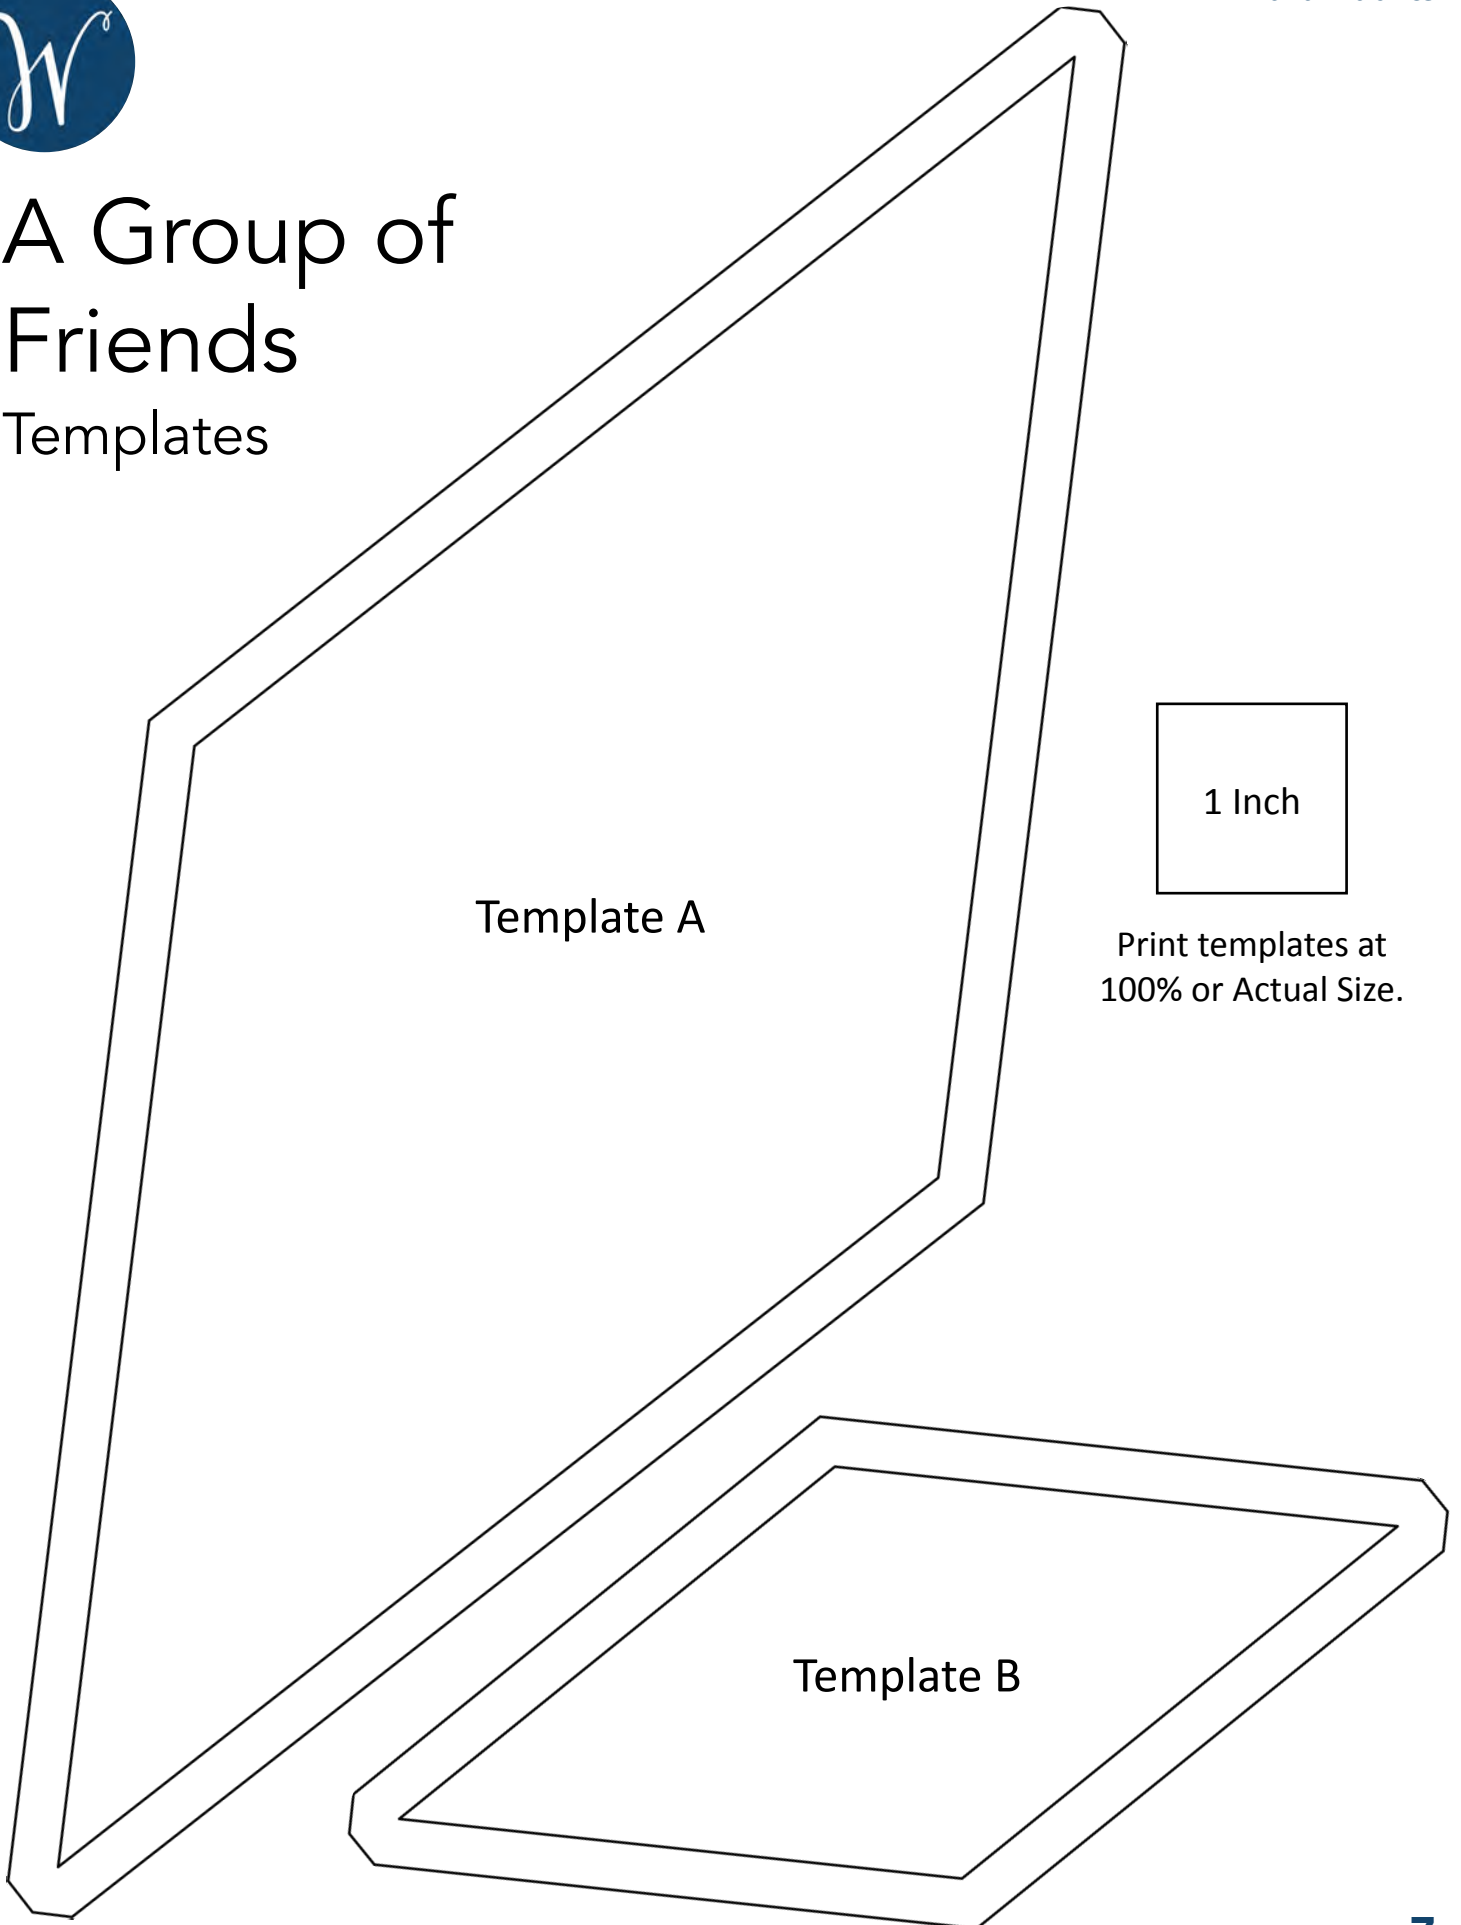 W
A Group of
Friends
Templates
1 Inch
Template A
Print templates at
100% or Actual Size.
Template B